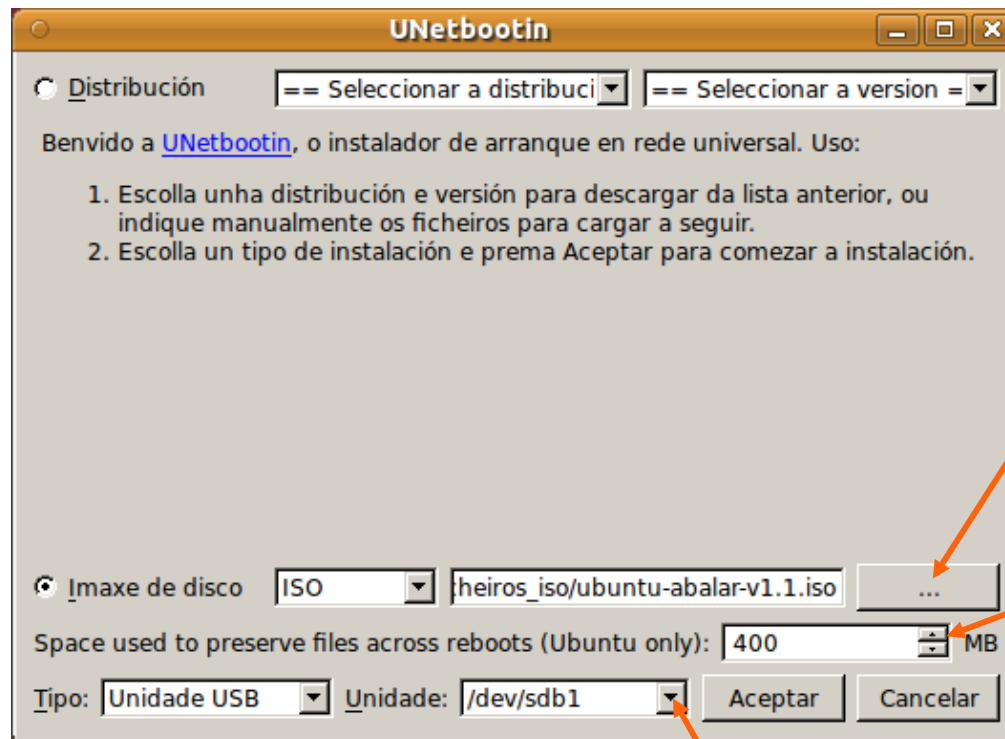 UNetbootin
Distribución == Seleccionar a distribuci == Seleccionar a version =
Benvido a UNetbootin, o instalador de arranque en rede universal. Uso:
1. Escolla unha distribución e versión para descargar da lista anterior, ou
indique manualmente os ficheiros para cargar a seguir.
2. Escolla un tipo de instalación e prema Aceptar para comezar a instalación.
Imaxe de disco ISO heiros_iso/ubuntu-abalar-v1.1.iso ...
Space used to preserve files across reboots (Ubuntu only): 400 MB
Tipo: Unidade USB Unidade: /dev/sdb1 Aceptar Cancelar